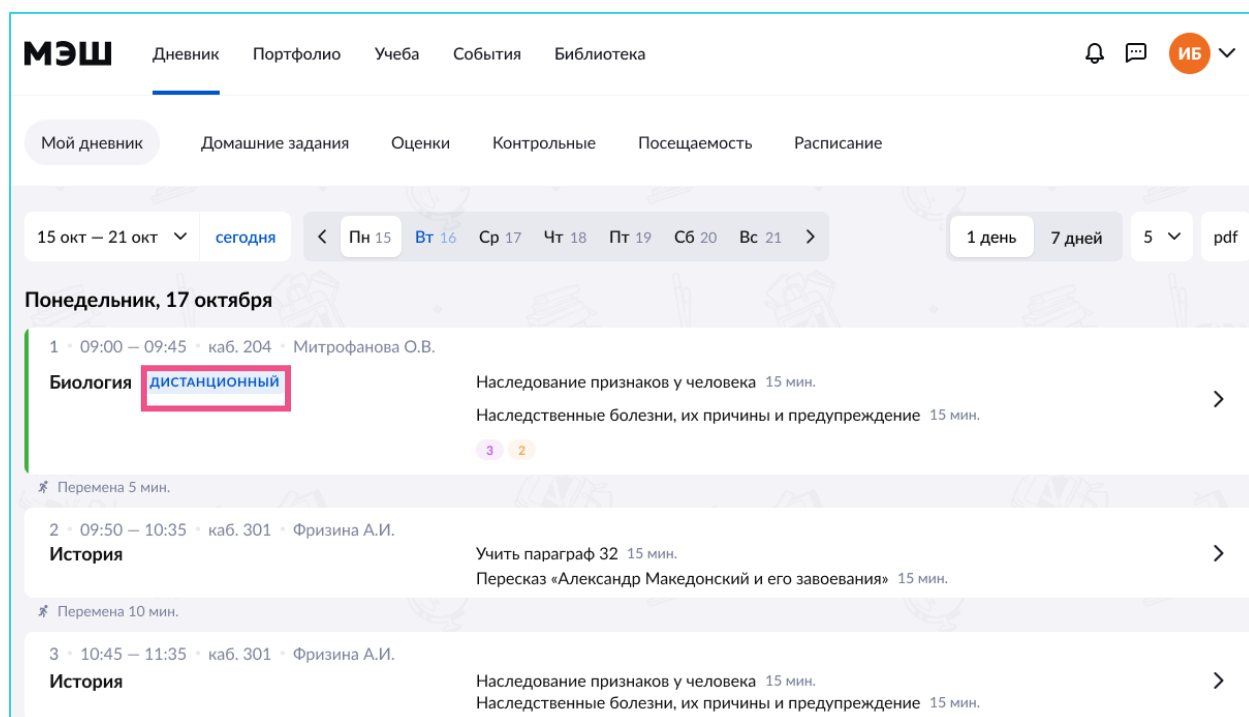 МЭШ Дневник Портфолио Учеба События Библиотека ИБ
Мой дневник Домашние задания Оценки Контрольные Посещаемость Расписание
15 окт — 21 окт сегодня Пн 15 Вт 16 Ср 17 Чт 18 Пт 19 Сб 20 Вс 21 1 день 7 дней 5 pdf
Понедельник, 17 октября
1 • 09:00 — 09:45 • каб. 204 • Митрофанова О.В.
Биология ДИСТАНЦИОННЫЙ Наследование признаков у человека 15 мин.
Наследственные болезни, их причины и предупреждение 15 мин.
3 2
Перемена 5 мин.
2 • 09:50 — 10:35 • каб. 301 • Фризина А.И.
История Учить параграф 32 15 мин.
Пересказ «Александр Македонский и его завоевания» 15 мин.
Перемена 10 мин.
3 • 10:45 — 11:35 • каб. 301 • Фризина А.И.
История Наследование признаков у человека 15 мин.
Наследственные болезни, их причины и предупреждение 15 мин.